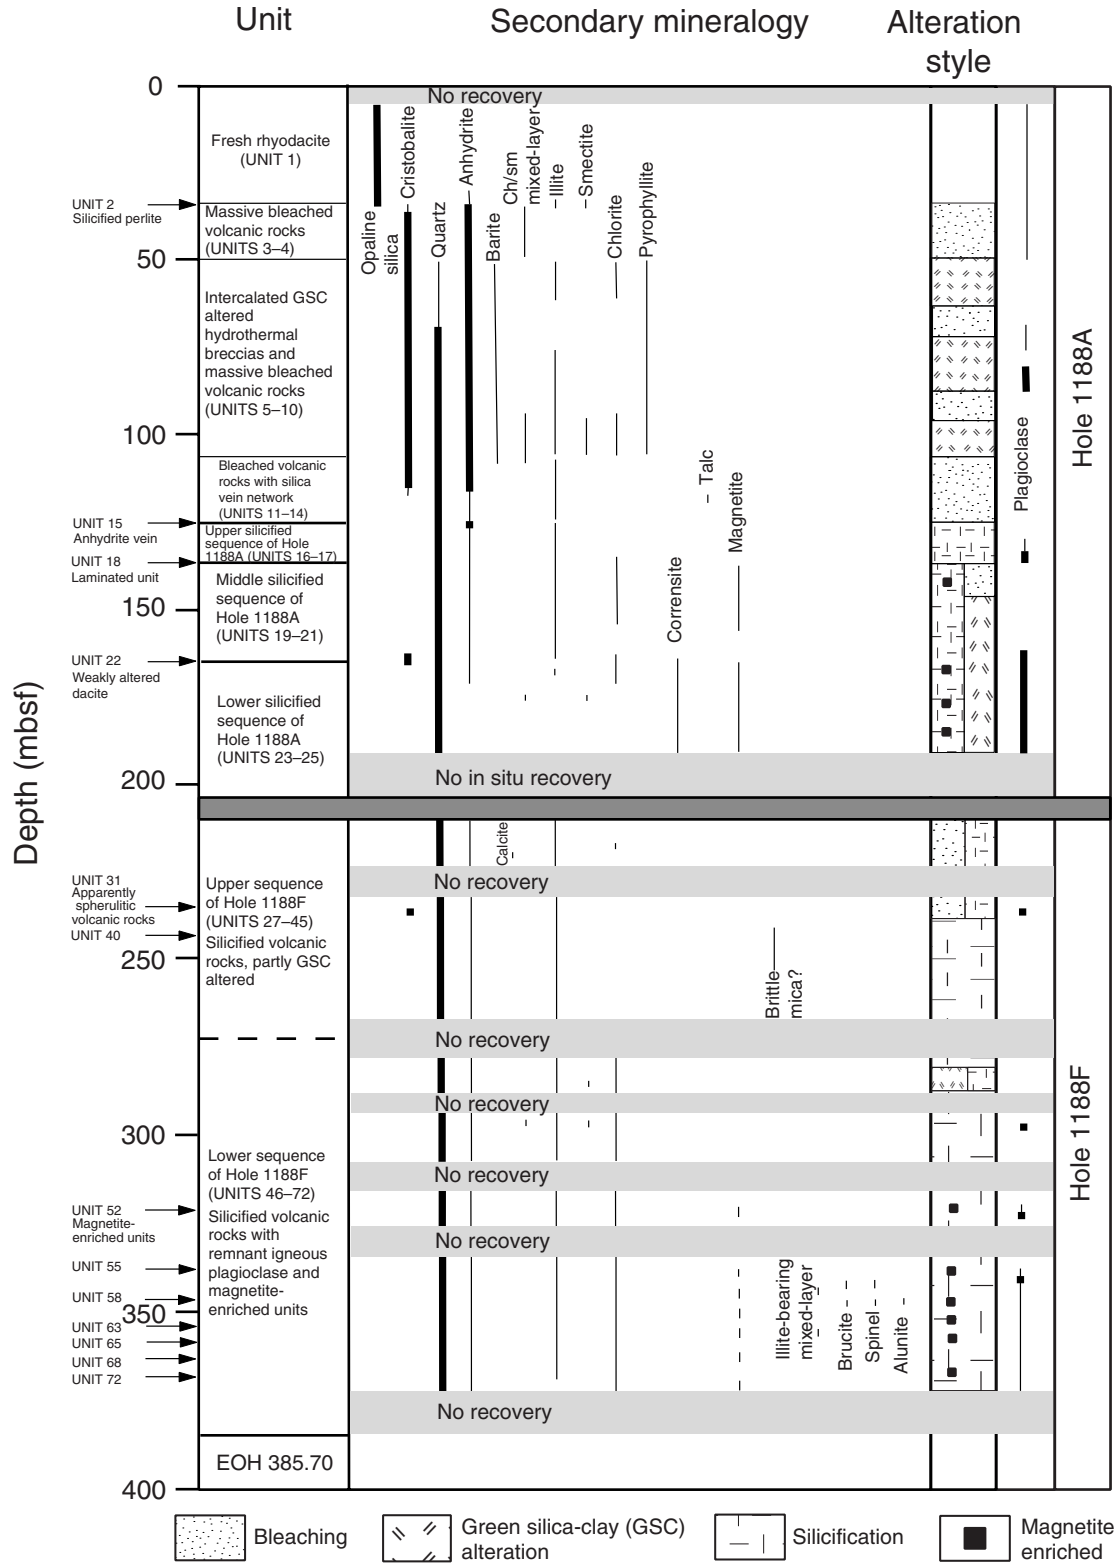 Unit
Secondary mineralogy
Alteration
style
Depth (mbsf)
0
50
100
150
200
250
300
350
400
No recovery
Fresh rhyodacite
(UNIT 1)
UNIT 2
Silicified perlite
Massive bleached
volcanic rocks
(UNITS 3–4)
Intercalated GSC
altered
hydrothermal
breccias and
massive bleached
volcanic rocks
(UNITS 5–10)
Bleached volcanic
rocks with silica
vein network
(UNITS 11–14)
UNIT 15
Anhydrite vein
Upper silicified
sequence of Hole
1188A (UNITS 16–17)
UNIT 18
Laminated unit
Middle silicified
sequence of
Hole 1188A
(UNITS 19–21)
UNIT 22
Weakly altered
dacite
Lower silicified
sequence of
Hole 1188A
(UNITS 23–25)
Opaline
silica
Cristobalite
Quartz
Anhydrite
Barite
Ch/sm
mixed-layer
Illite
Smectite
Chlorite
Pyrophyllite
Corrensite
Talc
Magnetite
Plagioclase
Hole 1188A
No in situ recovery
Calcite
No recovery
UNIT 31
Apparently
spherulitic
volcanic rocks
UNIT 40
Upper sequence
of Hole 1188F
(UNITS 27–45)
Silicified volcanic
rocks, partly GSC
altered
Brittle
mica?
No recovery
No recovery
No recovery
Lower sequence
of Hole 1188F
(UNITS 46–72)
Silicified volcanic
rocks with
remnant igneous
plagioclase and
magnetite-
enriched units
UNIT 52
Magnetite-
enriched units
No recovery
UNIT 55
UNIT 58
UNIT 63
UNIT 65
UNIT 68
UNIT 72
Illite-bearing
mixed-layer
Brucite
Spinel
Alunite
Hole 1188F
No recovery
EOH 385.70
Bleaching
Green silica-clay (GSC)
alteration
Silicification
Magnetite
enriched